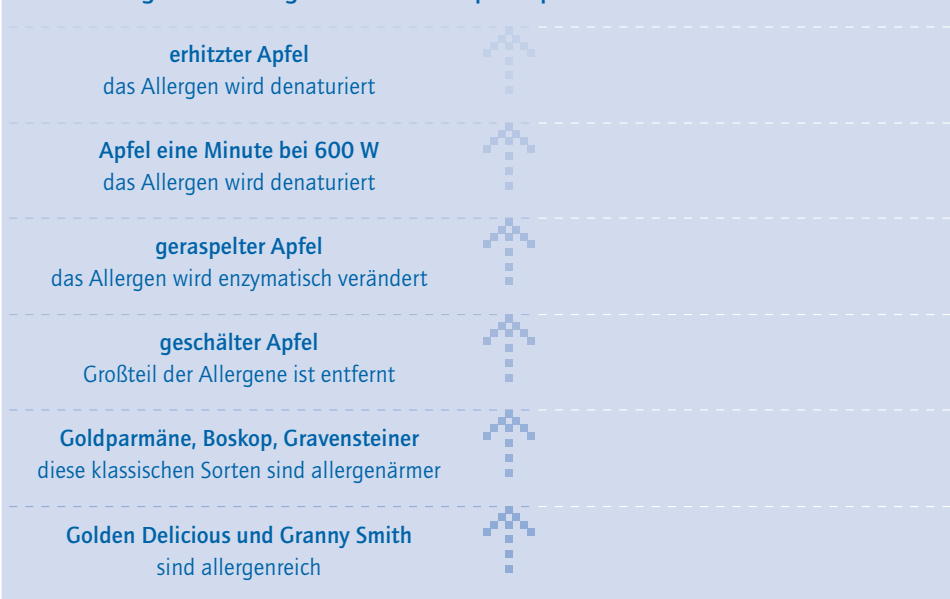 erhitzter Apfel
das Allergen wird denaturiert
Apfel eine Minute bei 600 W
das Allergen wird denaturiert
geraspelter Apfel
das Allergen wird enzymatisch verändert
geschälter Apfel
Großteil der Allergene ist entfernt
Goldparmäne, Boskop, Gravensteiner
diese klassischen Sorten sind allergenärmer
Golden Delicious und Granny Smith
sind allergenreich